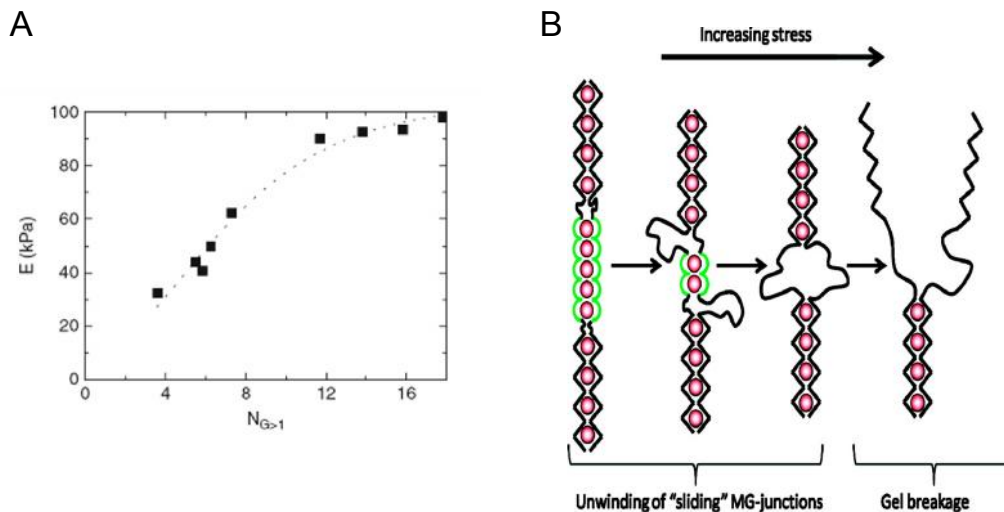 A
B
Increasing stress
100
80
60
40
20
0
E (kPa)
0
4
8
12
16
N_{G>1}
Unwinding of "sliding" MG-junctions
Gel breakage